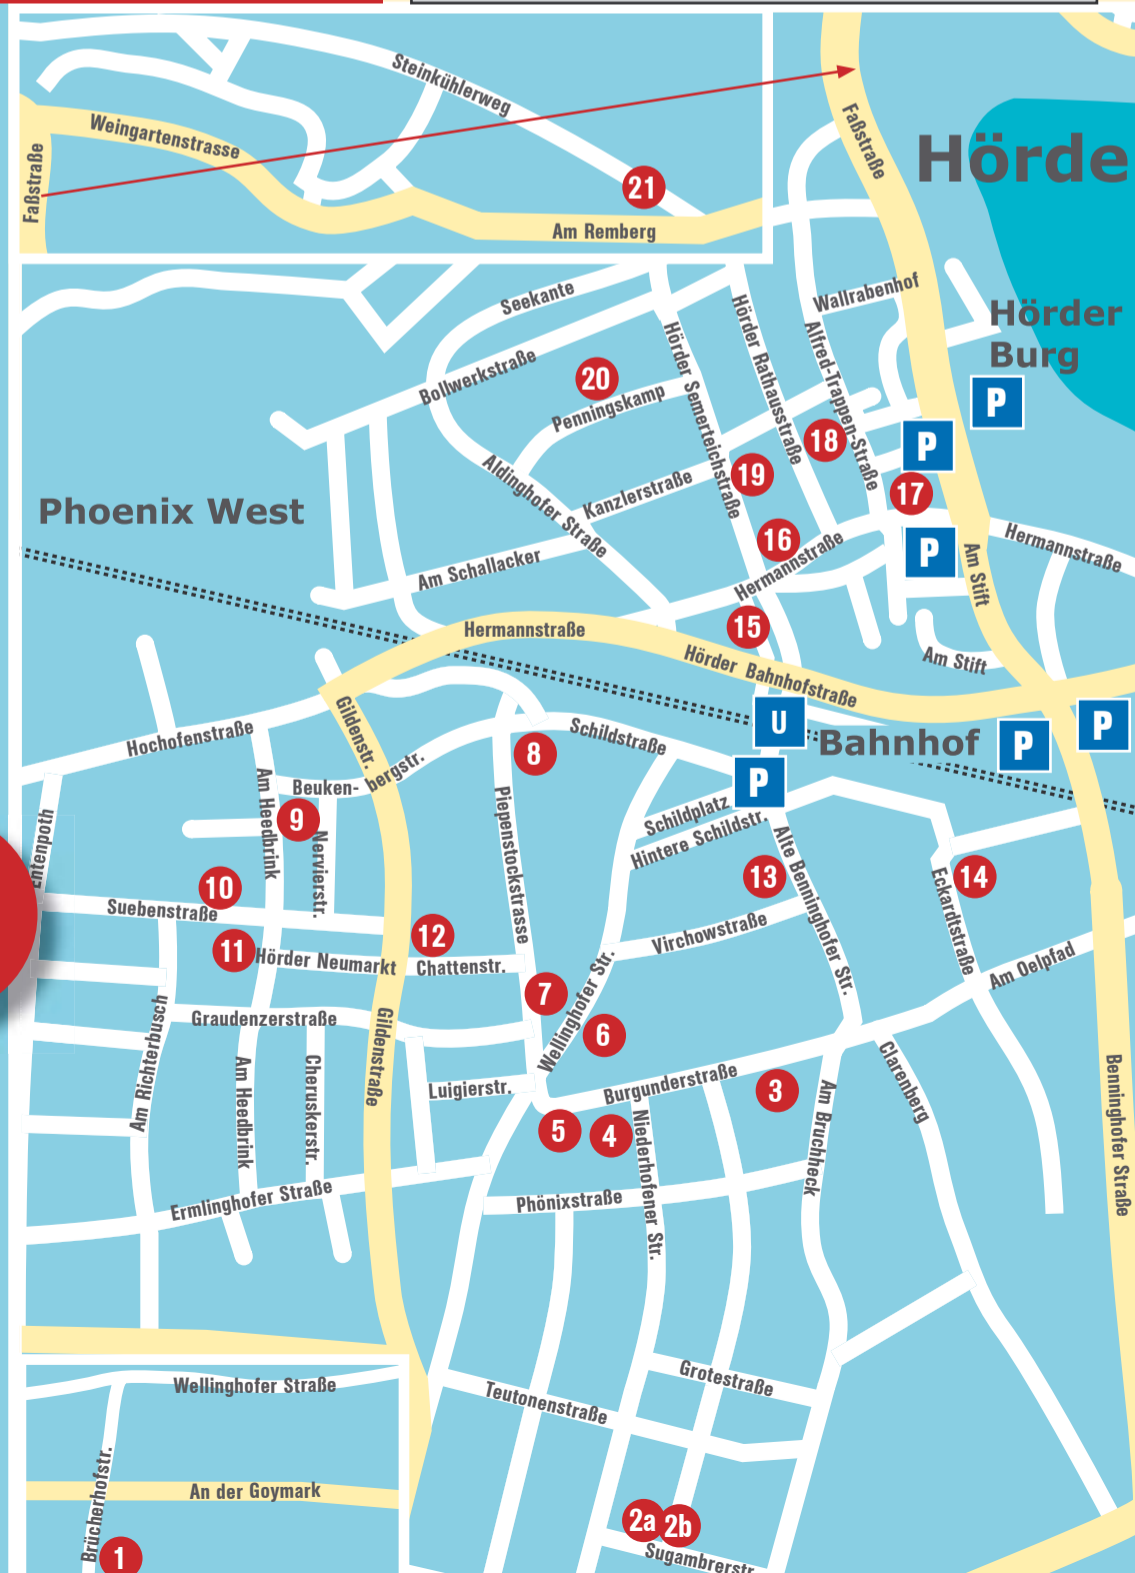 Steinkühlerweg
Weingartenstrasse
Faßstraße
21
Am Remberg
Faßstraße
Hörde
Hörder
Burg
Seekante
Bollwerkstraße
20
Penningskamp
Hörder Semerteichstraße
Hörder Rathausstraße
Wallrabenhof
Alfred-Trappen-Straße
P
P
18
19
17
16
Aldinghofer Straße
Kanzlerstraße
Phoenix West
Am Schallacker
Hermannstraße
P
Am Stift
Hermannstraße
15
Hermannstraße
Hörder Bahnhofstraße
Am Stift
U
Bahnhof
P
P
Hochofenstraße
Gildenstr.
Schildstraße
8
Beuken-
bergstr.
P
Am Heedbrink
9
Nervierstr.
Piepenstockstrasse
Schildplatz
Hintere Schildstr.
Alte Benninghofer Str.
13
14
Eckardtstraße
Entenpoth
10
Suebenstraße
11
Hörder Neumarkt
12
Chattenstr.
Virchowstraße
7
Wellinghofer Str.
6
Am Oelpfad
Am Richterbusch
Graudenzerstraße
Gildenstraße
Am Heedbrink
Cheruskerstr.
Luigierstr.
Burgunderstraße
3
5
4
Niederhofener Str.
Am Bruchheck
Clarenberg
Benninghofer Straße
Ermlinghofer Straße
Phönixstraße
Grotestraße
Teutonenstraße
Wellinghofer Straße
Brücherhofstr.
An der Goymark
1
2a
2b
Sugambrerstr